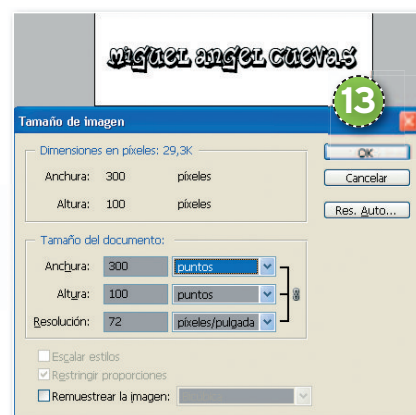 miguel angel cuevas
13
Tamaño de imagen
Dimensiones en píxeles: 29,3K
OK
Anchura: 300 píxeles
Cancelar
Altura: 100 píxeles
Res. Auto...
Tamaño del documento:
Anchura: 300 puntos
Altura: 100 puntos
Resolución: 72 píxeles/pulgada
Escalar estilos
Restringir proporciones
Remuestrear la imagen: